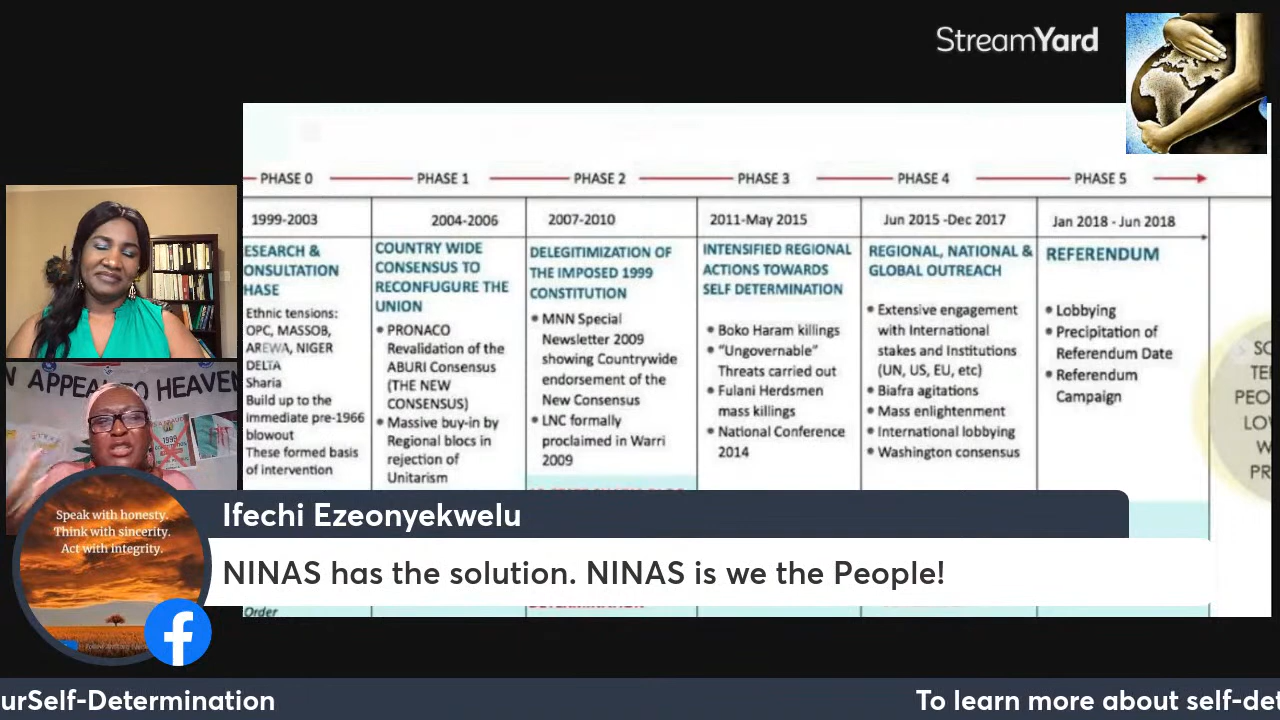 StreamYard
PHASE 0
PHASE 1
PHASE 2
PHASE 3
PHASE 4
PHASE 5
1999-2003
2004-2006
2007-2010
2011-May 2015
Jun 2015 -Dec 2017
Jan 2018 - Jun 2018
ESEARCH &
ONSULTATION
HASE
Ethnic tensions:
OPC, MASSOB,
AREWA, NIGER
DELTA
Sharia
Build up to the
immediate pre-1966
blowout
These formed basis
of intervention
Order
COUNTRY WIDE
CONSENSUS TO
RECONFUGURE THE
UNION
• PRONACO
Revalidation of the
ABURI Consensus
(THE NEW
CONSENSUS)
• Massive buy-in by
Regional blocs in
rejection of
Unitarism
DELEGITIMIZATION OF
THE IMPOSED 1999
CONSTITUTION
• MNN Special
Newsletter 2009
showing Countrywide
endorsement of the
New Consensus
• LNC formally
proclaimed in Warri
2009
INTENSIFIED REGIONAL
ACTIONS TOWARDS
SELF DETERMINATION
• Boko Haram killings
• "Ungovernable"
Threats carried out
• Fulani Herdsmen
mass killings
• National Conference
2014
REGIONAL, NATIONAL &
GLOBAL OUTREACH
• Extensive engagement
with International
stakes and Institutions
(UN, US, EU, etc)
• Biafra agitations
• Mass enlightenment
• International lobbying
• Washington consensus
REFERENDUM
• Lobbying
• Precipitation of
Referendum Date
• Referendum
Campaign
SO
TE
PEO
LO
W
PR
N APPEAL TO HEAVEN
1999
Speak with honesty.
Think with sincerity.
Act with integrity.
Ifechi Ezeonyekwelu
NINAS has the solution. NINAS is we the People!
urSelf-Determination
To learn more about self-det